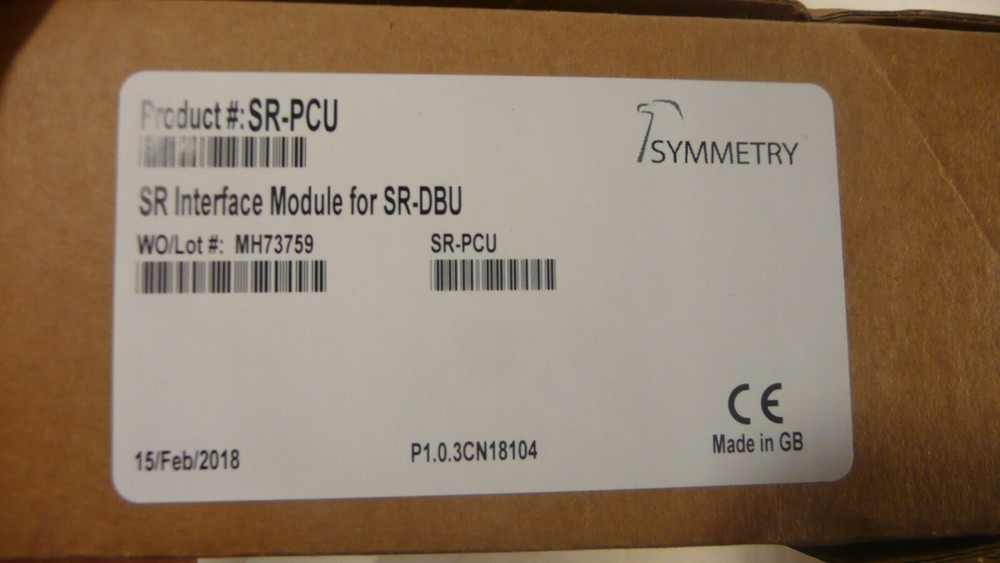 Product #: SR-PCU
SYMMETRY
SR Interface Module for SR-DBU
WO/Lot #: MH73759
SR-PCU
15/Feb/2018
P1.0.3CN18104
CE
Made in GB